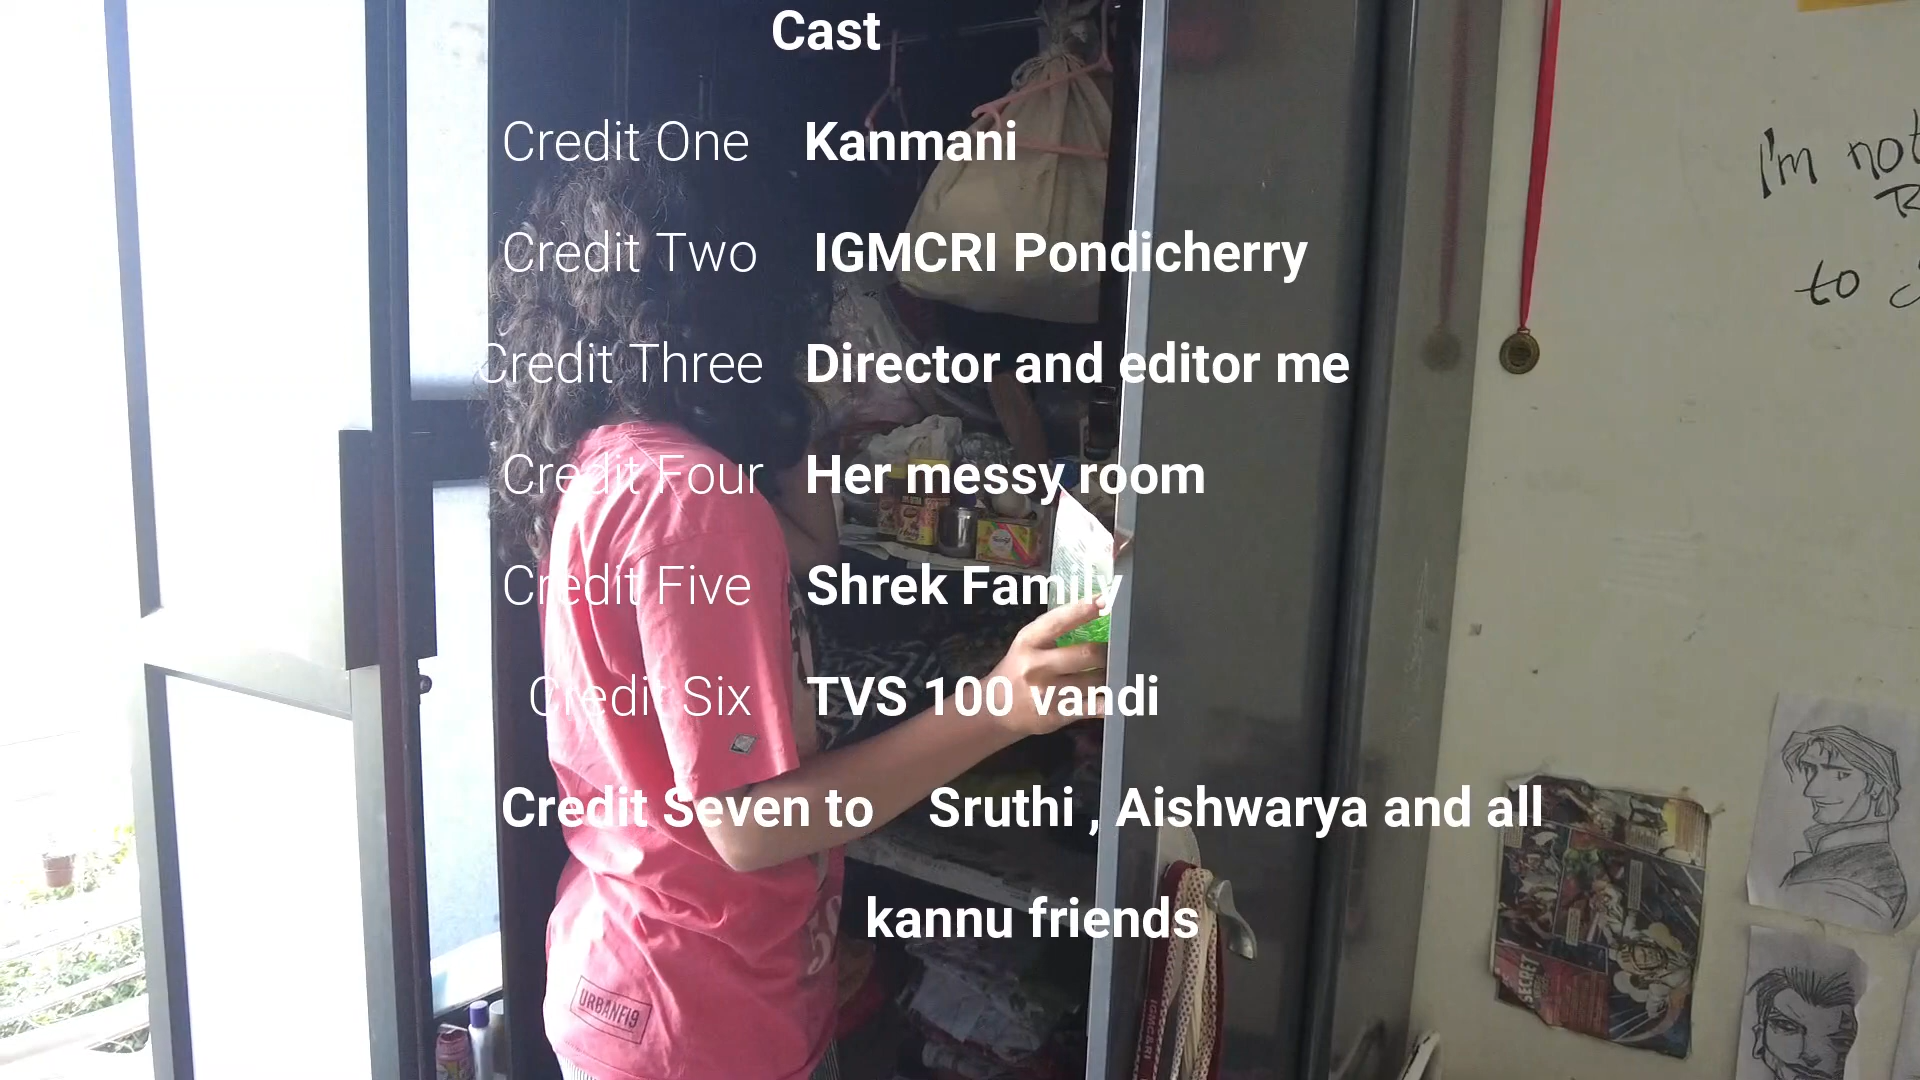 Cast
Credit One Kanmani
Credit Two IGMCRI Pondicherry
Credit Three Director and editor me
Credit Four Her messy room
Credit Five Shrek Family
Credit Six TVS 100 vandi
Credit Seven to Sruthi , Aishwarya and all
kannu friends
I'm not
to
URBANF19
SECRET